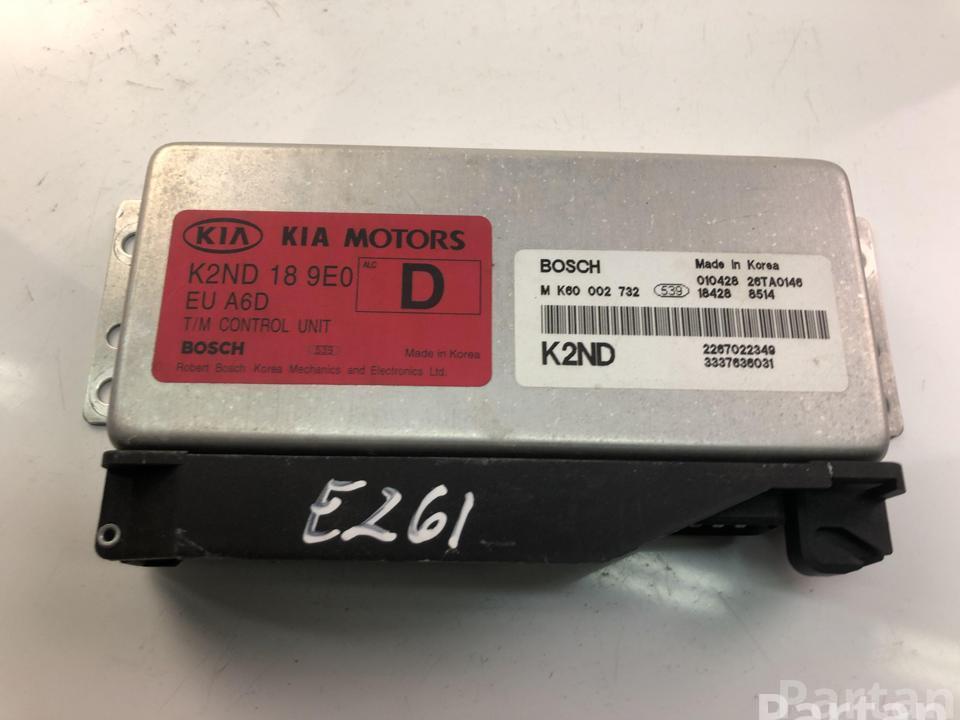 KIA KIA MOTORS
K2ND 18 9E0
ALC
D
EU A6D
T/M CONTROL UNIT
BOSCH 539 Made in Korea
Robert Bosch Korea Mechanics and Electronics Ltd.
BOSCH Made in Korea
010428 26TA0146
M K60 002 732 539 18428 8514
K2ND 2267022349
3337636031
E261
Partan
Partan